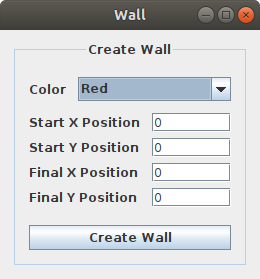 Wall
Create Wall
Color Red
Start X Position 0
Start Y Position 0
Final X Position 0
Final Y Position 0
Create Wall